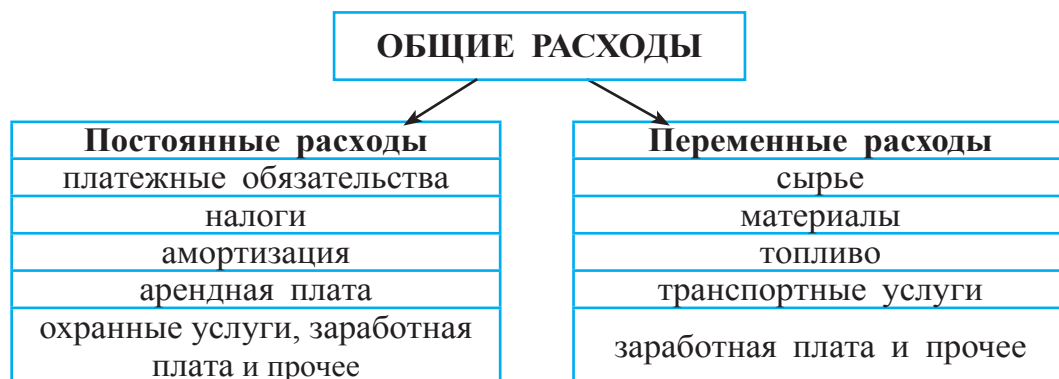 ОБЩИЕ РАСХОДЫ
Постоянные расходы
платежные обязательства
налоги
амортизация
арендная плата
охранные услуги, заработная
плата и прочее
Переменные расходы
сырье
материалы
топливо
транспортные услуги
заработная плата и прочее